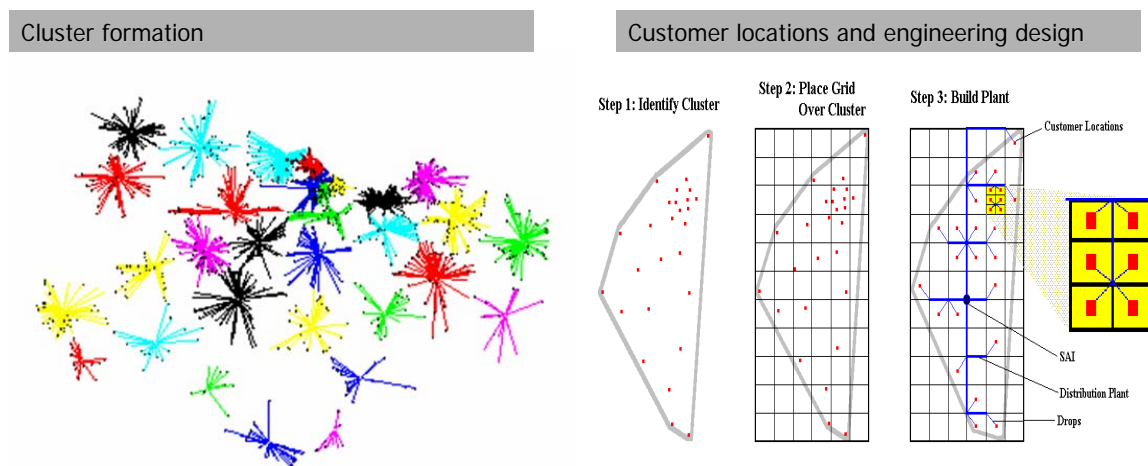 Cluster formation
Customer locations and engineering design
Step 1: Identify Cluster
Step 2: Place Grid
Over Cluster
Step 3: Build Plant
Customer Locations
SAI
Distribution Plant
Drops